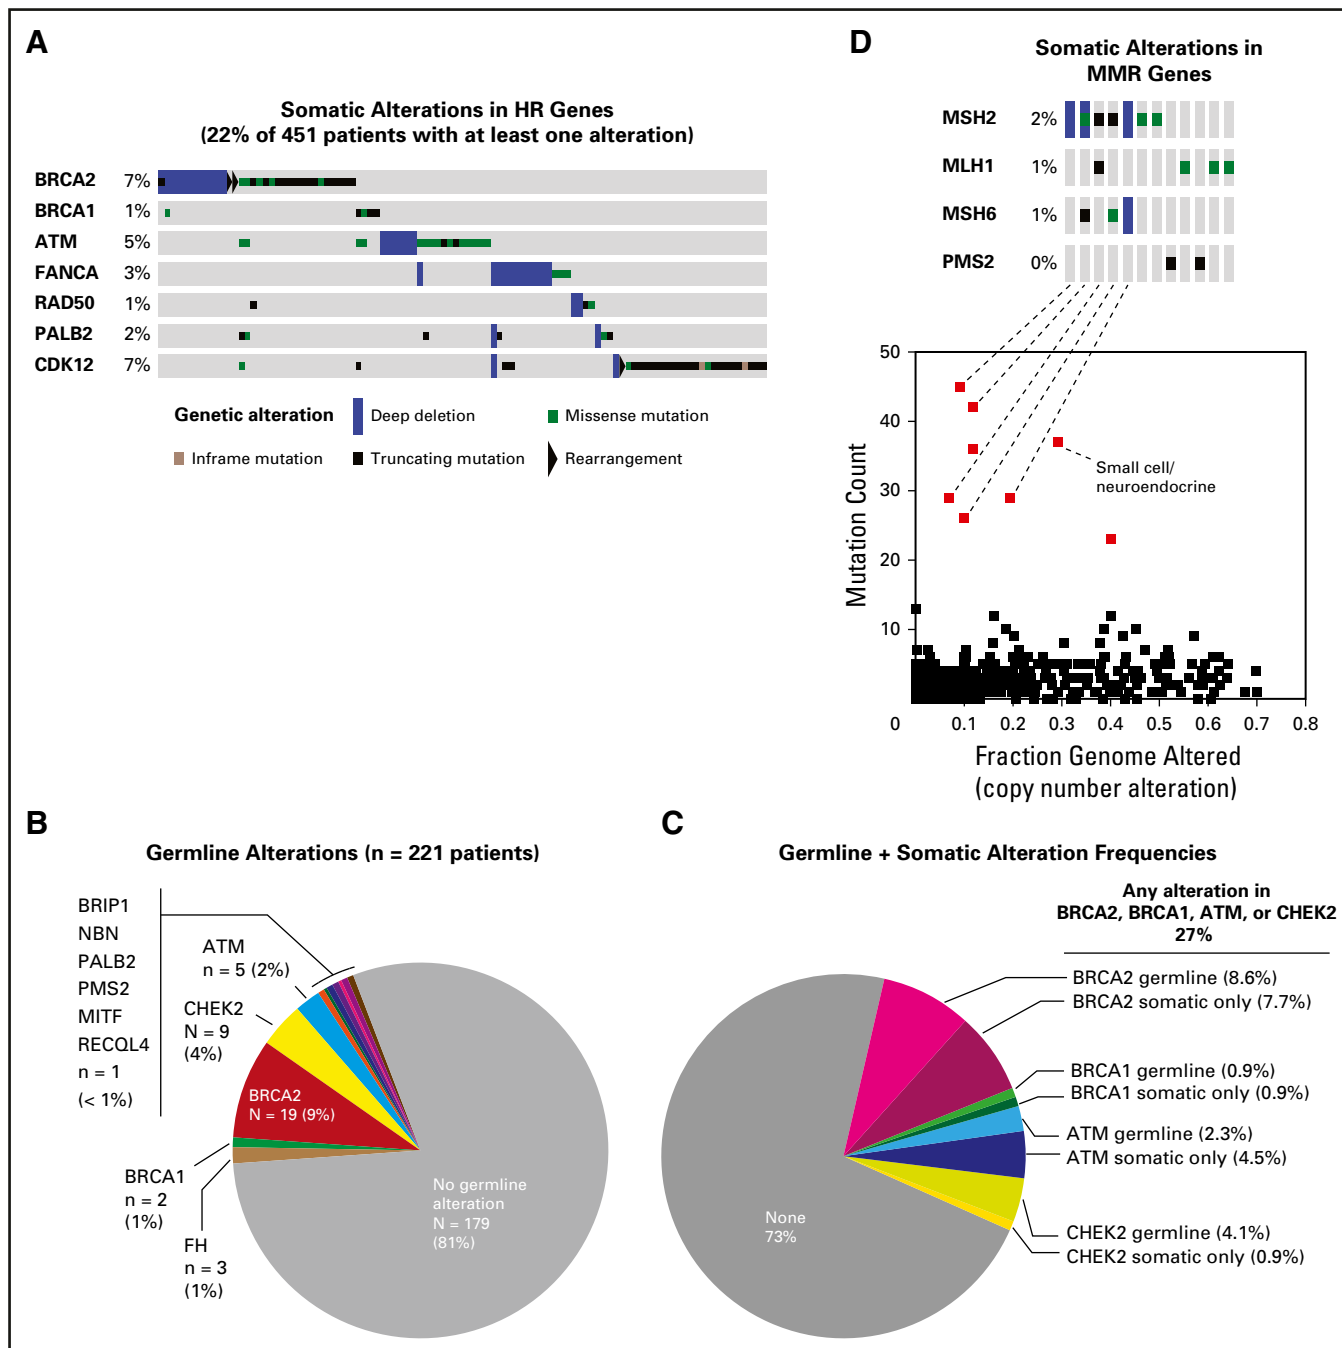 A
Somatic Alterations in HR Genes
(22% of 451 patients with at least one alteration)
BRCA2 7%
BRCA1 1%
ATM 5%
FANCA 3%
RAD50 1%
PALB2 2%
CDK12 7%
Genetic alteration
Deep deletion
Missense mutation
Inframe mutation
Truncating mutation
Rearrangement
D
Somatic Alterations in
MMR Genes
MSH2 2%
MLH1 1%
MSH6 1%
PMS2 0%
50
40
30
20
10
0
0.1
0.2
0.3
0.4
0.5
0.6
0.7
0.8
Mutation Count
Small cell/
neuroendocrine
Fraction Genome Altered
(copy number alteration)
B
Germline Alterations (n = 221 patients)
BRIP1
NBN
PALB2
PMS2
MITF
RECQL4
n = 1
(< 1%)
ATM
n = 5 (2%)
CHEK2
N = 9
(4%)
BRCA2
N = 19 (9%)
BRCA1
n = 2
(1%)
FH
n = 3
(1%)
No germline
alteration
N = 179
(81%)
C
Germline + Somatic Alteration Frequencies
Any alteration in
BRCA2, BRCA1, ATM, or CHEK2
27%
BRCA2 germline (8.6%)
BRCA2 somatic only (7.7%)
BRCA1 germline (0.9%)
BRCA1 somatic only (0.9%)
ATM germline (2.3%)
ATM somatic only (4.5%)
CHEK2 germline (4.1%)
CHEK2 somatic only (0.9%)
None
73%